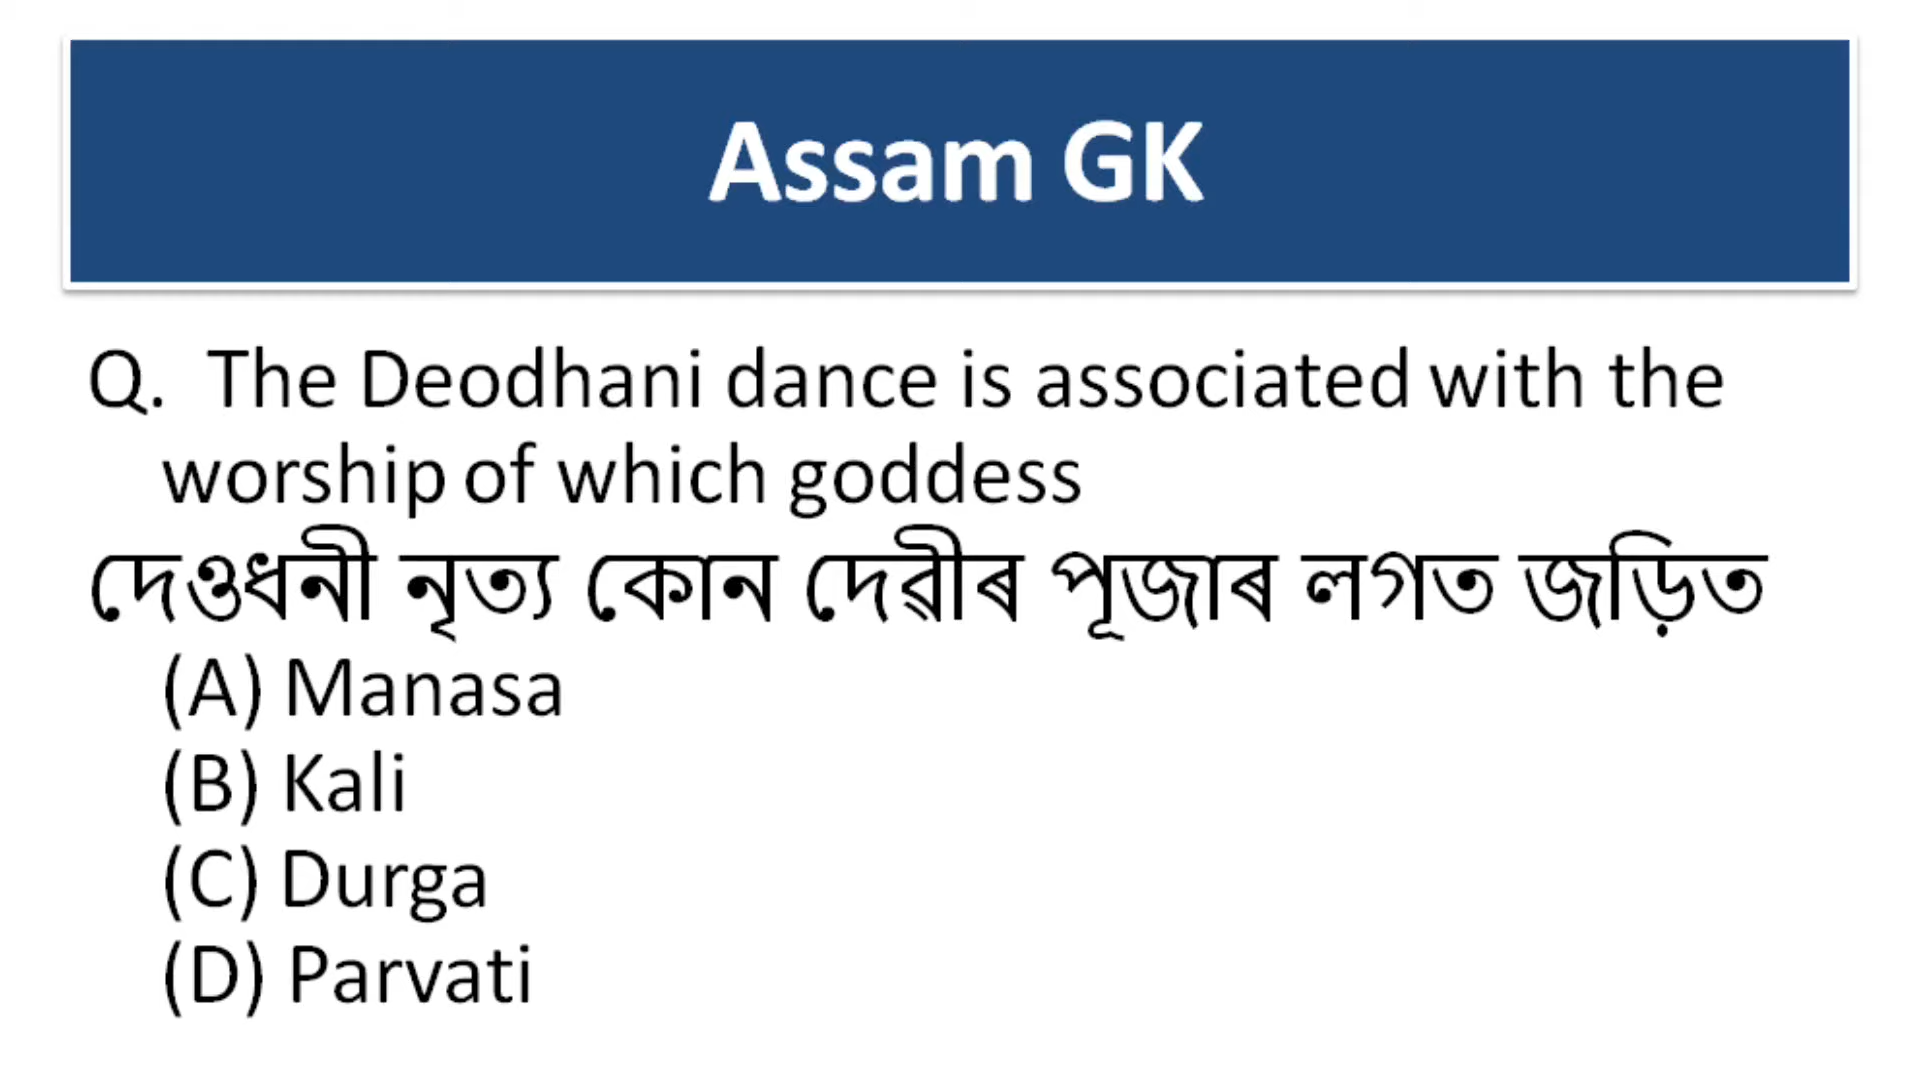 Assam GK
Q. The Deodhani dance is associated with the
worship of which goddess
দেওধনী নৃত্য কোন দেৱীৰ পূজাৰ লগত জড়িত
(A) Manasa
(B) Kali
(C) Durga
(D) Parvati